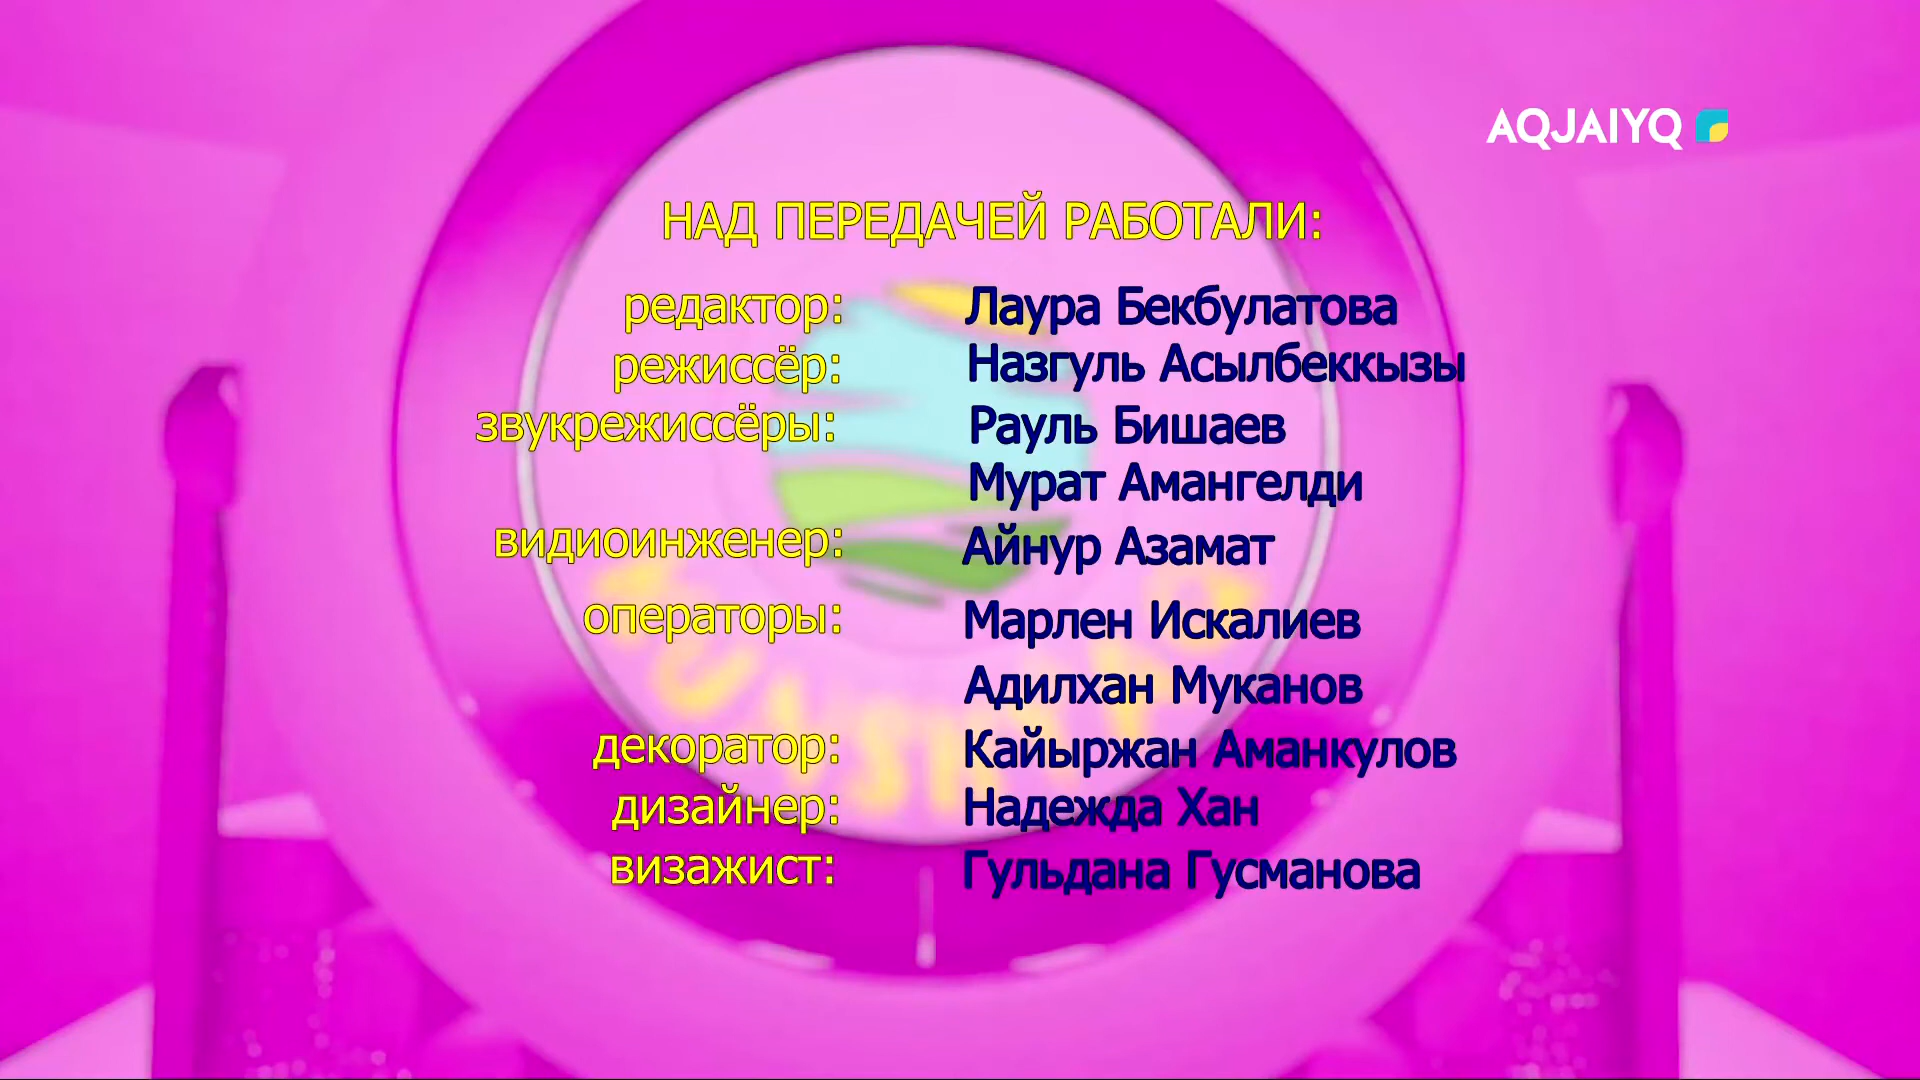 AQJAIYQ
НАД ПЕРЕДАЧЕЙ РАБОТАЛИ:
редактор: Лаура Бекбулатова
режиссёр: Назгуль Асылбеккызы
звукрежиссёры: Рауль Бишаев
Мурат Амангелди
видиоинженер: Айнур Азамат
операторы: Марлен Искалиев
Адилхан Муканов
декоратор: Кайыржан Аманкулов
дизайнер: Надежда Хан
визажист: Гульдана Гусманова